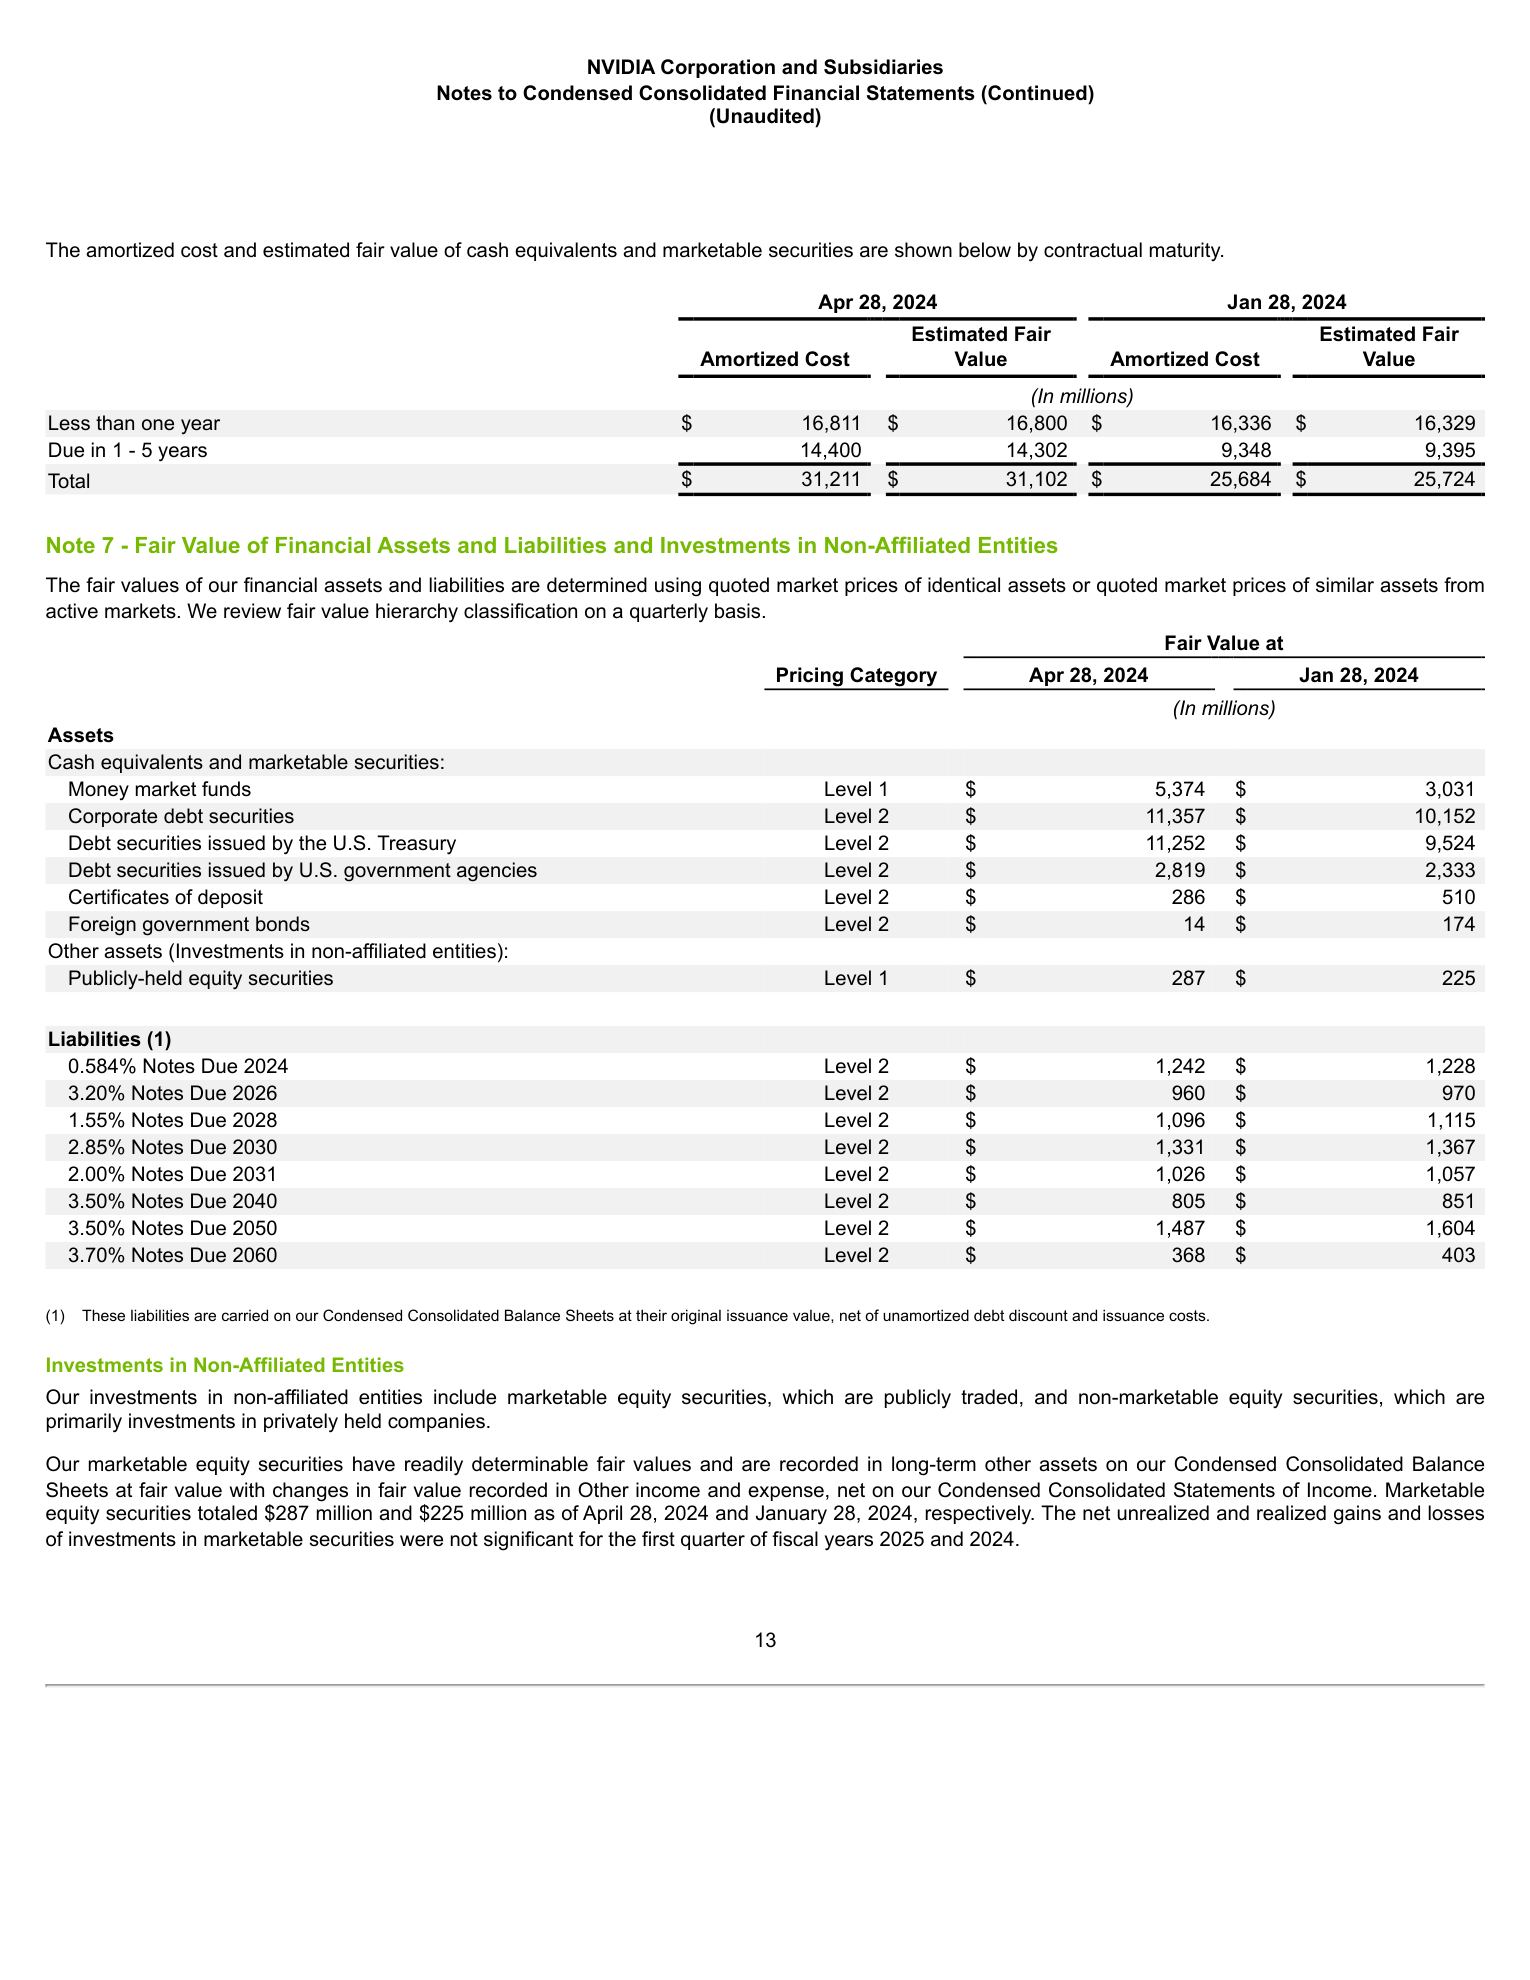 NVIDIA Corporation and Subsidiaries
Notes to Condensed Consolidated Financial Statements (Continued)
(Unaudited)
The amortized cost and estimated fair value of cash equivalents and marketable securities are shown below by contractual maturity.
Apr 28, 2024 Jan 28, 2024
Amortized Cost Estimated Fair Value Amortized Cost Estimated Fair Value
(In millions)
Less than one year $ 16,811 $ 16,800 $ 16,336 $ 16,329
Due in 1 - 5 years 14,400 14,302 9,348 9,395
Total $ 31,211 $ 31,102 $ 25,684 $ 25,724
Note 7 - Fair Value of Financial Assets and Liabilities and Investments in Non-Affiliated Entities
The fair values of our financial assets and liabilities are determined using quoted market prices of identical assets or quoted market prices of similar assets from
active markets. We review fair value hierarchy classification on a quarterly basis.
Fair Value at
Pricing Category Apr 28, 2024 Jan 28, 2024
(In millions)
Assets
Cash equivalents and marketable securities:
Money market funds Level 1 $ 5,374 $ 3,031
Corporate debt securities Level 2 $ 11,357 $ 10,152
Debt securities issued by the U.S. Treasury Level 2 $ 11,252 $ 9,524
Debt securities issued by U.S. government agencies Level 2 $ 2,819 $ 2,333
Certificates of deposit Level 2 $ 286 $ 510
Foreign government bonds Level 2 $ 14 $ 174
Other assets (Investments in non-affiliated entities):
Publicly-held equity securities Level 1 $ 287 $ 225
Liabilities (1)
0.584% Notes Due 2024 Level 2 $ 1,242 $ 1,228
3.20% Notes Due 2026 Level 2 $ 960 $ 970
1.55% Notes Due 2028 Level 2 $ 1,096 $ 1,115
2.85% Notes Due 2030 Level 2 $ 1,331 $ 1,367
2.00% Notes Due 2031 Level 2 $ 1,026 $ 1,057
3.50% Notes Due 2040 Level 2 $ 805 $ 851
3.50% Notes Due 2050 Level 2 $ 1,487 $ 1,604
3.70% Notes Due 2060 Level 2 $ 368 $ 403
(1) These liabilities are carried on our Condensed Consolidated Balance Sheets at their original issuance value, net of unamortized debt discount and issuance costs.
Investments in Non-Affiliated Entities
Our investments in non-affiliated entities include marketable equity securities, which are publicly traded, and non-marketable equity securities, which are
primarily investments in privately held companies.
Our marketable equity securities have readily determinable fair values and are recorded in long-term other assets on our Condensed Consolidated Balance
Sheets at fair value with changes in fair value recorded in Other income and expense, net on our Condensed Consolidated Statements of Income. Marketable
equity securities totaled $287 million and $225 million as of April 28, 2024 and January 28, 2024, respectively. The net unrealized and realized gains and losses
of investments in marketable securities were not significant for the first quarter of fiscal years 2025 and 2024.
13